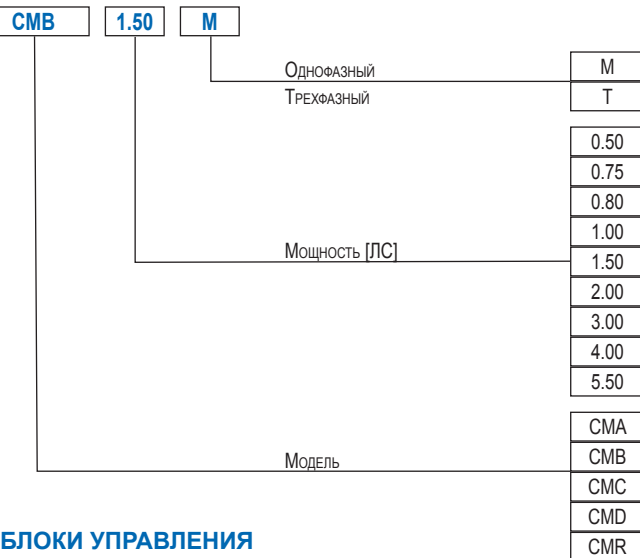 CMB 1.50 M
Однофазный M
Трехфазный T
0.50
0.75
0.80
1.00
Мощность [ЛС] 1.50
2.00
3.00
4.00
5.50
CMA
Модель CMB
CMC
CMD
БЛОКИ УПРАВЛЕНИЯ CMR